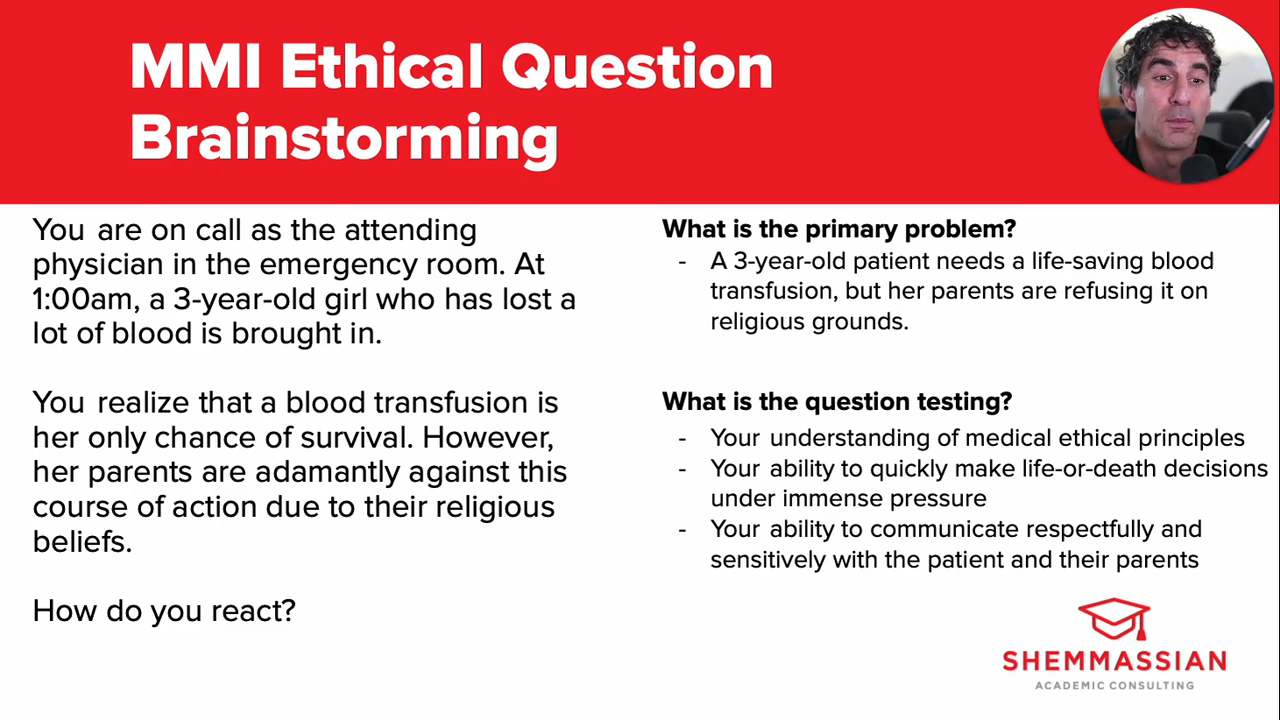 MMI Ethical Question
Brainstorming
You are on call as the attending
physician in the emergency room. At
1:00am, a 3-year-old girl who has lost a
lot of blood is brought in.
You realize that a blood transfusion is
her only chance of survival. However,
her parents are adamantly against this
course of action due to their religious
beliefs.
How do you react?
What is the primary problem?
- A 3-year-old patient needs a life-saving blood
transfusion, but her parents are refusing it on
religious grounds.
What is the question testing?
- Your understanding of medical ethical principles
- Your ability to quickly make life-or-death decisions
under immense pressure
- Your ability to communicate respectfully and
sensitively with the patient and their parents
SHEMMASSIAN
ACADEMIC CONSULTING